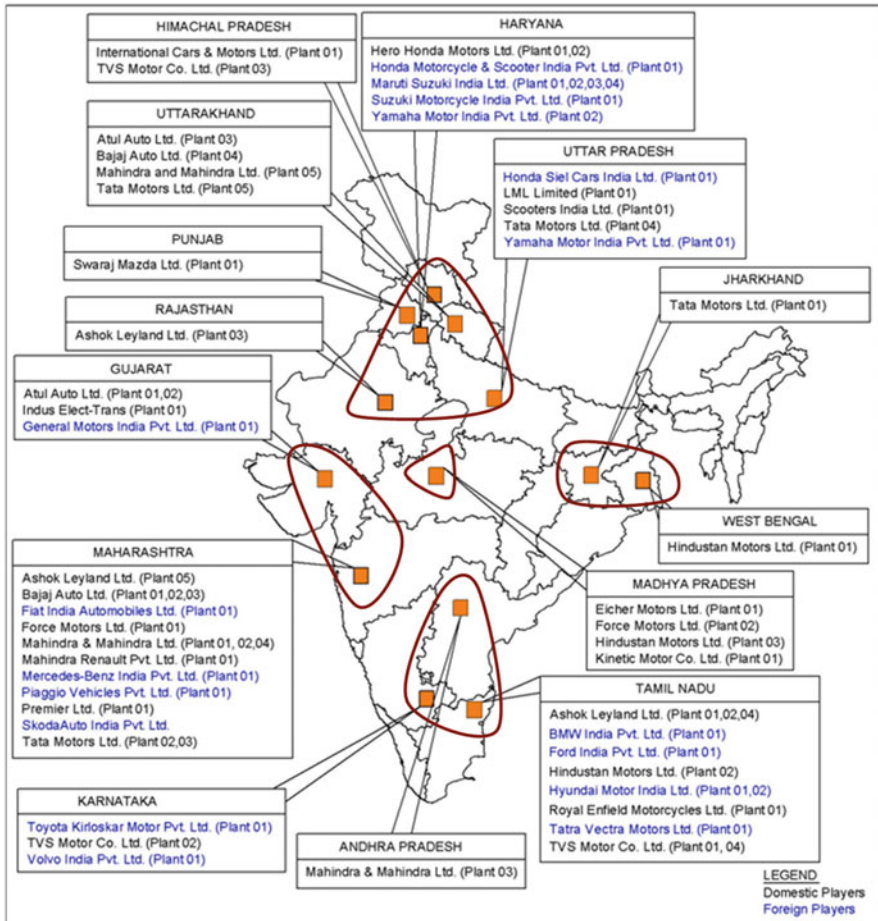 HIMACHAL PRADESH
International Cars & Motors Ltd. (Plant 01)
TVS Motor Co. Ltd. (Plant 03)
HARYANA
Hero Honda Motors Ltd. (Plant 01,02)
Honda Motorcycle & Scooter India Pvt. Ltd. (Plant 01)
Maruti Suzuki India Ltd. (Plant 01,02,03,04)
Suzuki Motorcycle India Pvt. Ltd. (Plant 01)
Yamaha Motor India Pvt. Ltd. (Plant 02)
UTTARAKHAND
Atul Auto Ltd. (Plant 03)
Bajaj Auto Ltd. (Plant 04)
Mahindra and Mahindra Ltd. (Plant 05)
Tata Motors Ltd. (Plant 05)
UTTAR PRADESH
Honda Siel Cars India Ltd. (Plant 01)
LML Limited (Plant 01)
Scooters India Ltd. (Plant 01)
Tata Motors Ltd. (Plant 04)
Yamaha Motor India Pvt. Ltd. (Plant 01)
PUNJAB
Swaraj Mazda Ltd. (Plant 01)
JHARKHAND
Tata Motors Ltd. (Plant 01)
RAJASTHAN
Ashok Leyland Ltd. (Plant 03)
GUJARAT
Atul Auto Ltd. (Plant 01,02)
Indus Elect-Trans (Plant 01)
General Motors India Pvt. Ltd. (Plant 01)
WEST BENGAL
Hindustan Motors Ltd. (Plant 01)
MAHARASHTRA
Ashok Leyland Ltd. (Plant 05)
Bajaj Auto Ltd. (Plant 01,02,03)
Fiat India Automobiles Ltd. (Plant 01)
Force Motors Ltd. (Plant 01)
Mahindra & Mahindra Ltd. (Plant 01, 02,04)
Mahindra Renault Pvt. Ltd. (Plant 01)
Mercedes-Benz India Pvt. Ltd. (Plant 01)
Piaggio Vehicles Pvt. Ltd. (Plant 01)
Premier Ltd. (Plant 01)
SkodaAuto India Pvt. Ltd.
Tata Motors Ltd. (Plant 02,03)
MADHYA PRADESH
Eicher Motors Ltd. (Plant 01)
Force Motors Ltd. (Plant 02)
Hindustan Motors Ltd. (Plant 03)
Kinetic Motor Co. Ltd. (Plant 01)
TAMIL NADU
Ashok Leyland Ltd. (Plant 01,02,04)
BMW India Pvt. Ltd. (Plant 01)
Ford India Pvt. Ltd. (Plant 01)
Hindustan Motors Ltd. (Plant 02)
Hyundai Motor India Ltd. (Plant 01,02)
Royal Enfield Motorcycles Ltd. (Plant 01)
Tatra Vectra Motors Ltd. (Plant 01)
TVS Motor Co. Ltd. (Plant 01, 04)
KARNATAKA
Toyota Kirloskar Motor Pvt. Ltd. (Plant 01)
TVS Motor Co. Ltd. (Plant 02)
Volvo India Pvt. Ltd. (Plant 01)
ANDHRA PRADESH
Mahindra & Mahindra Ltd. (Plant 03)
LEGEND
Domestic Players
Foreign Players